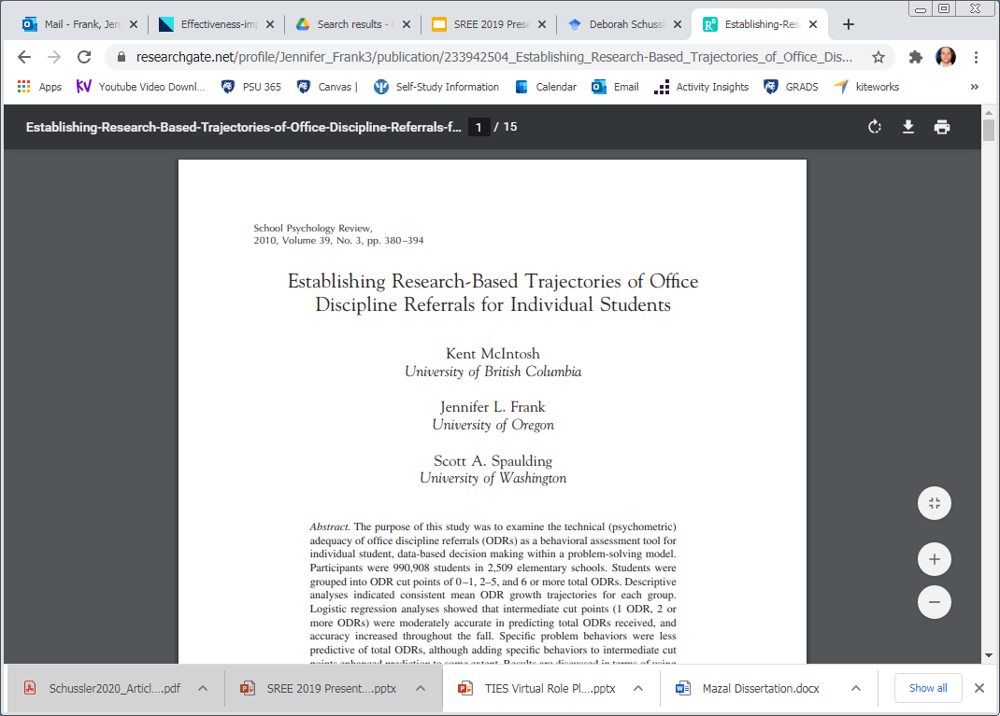 Mail - Frank, Jen
Effectiveness-imp
Search results -
SREE 2019 Prese
Deborah Schussl
Establishing-Res
researchgate.net/profile/Jennifer_Frank3/publication/233942504_Establishing_Research-Based_Trajectories_of_Office_Dis...
Apps
KV Youtube Video Downl...
PSU 365
Canvas |
Self-Study Information
Calendar
Email
Activity Insights
GRADS
kiteworks
»
Establishing-Research-Based-Trajectories-of-Office-Discipline-Referrals-f... 1 / 15
School Psychology Review,
2010, Volume 39, No. 3, pp. 380–394
Establishing Research-Based Trajectories of Office
Discipline Referrals for Individual Students
Kent McIntosh
University of British Columbia
Jennifer L. Frank
University of Oregon
Scott A. Spaulding
University of Washington
Abstract. The purpose of this study was to examine the technical (psychometric)
adequacy of office discipline referrals (ODRs) as a behavioral assessment tool for
individual student, data-based decision making within a problem-solving model.
Participants were 990,908 students in 2,509 elementary schools. Students were
grouped into ODR cut points of 0–1, 2–5, and 6 or more total ODRs. Descriptive
analyses indicated consistent mean ODR growth trajectories for each group.
Logistic regression analyses showed that intermediate cut points (1 ODR, 2 or
more ODRs) were moderately accurate in predicting total ODRs received, and
accuracy increased throughout the fall. Specific problem behaviors were less
predictive of total ODRs, although adding specific behaviors to intermediate cut
points enhanced prediction to some extent. Results are discussed in terms of using
Schussler2020_Articl....pdf
SREE 2019 Present....pptx
TIES Virtual Role Pl....pptx
Mazal Dissertation.docx
Show all